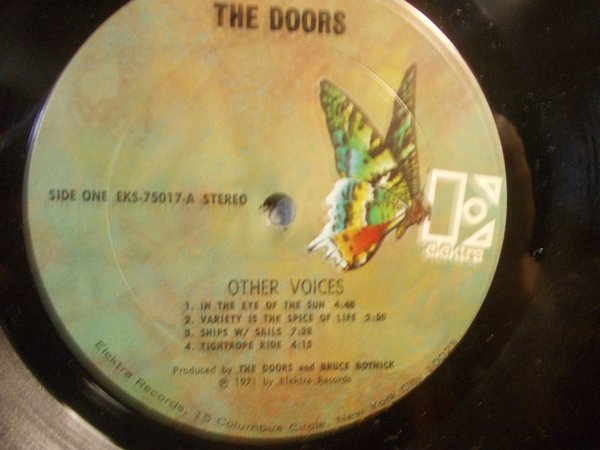 THE DOORS
SIDE ONE EKS-75017-A STEREO
elektra
OTHER VOICES
1. IN THE EYE OF THE SUN 4:48
2. VARIETY IS THE SPICE OF LIFE 2:50
3. SHIPS W/ SAILS 7:38
4. TIGHTROPE RIDE 4:15
Produced by THE DOORS and BRUCE BOTNICK
Ⓟ 1971 by Elektra Records
Elektra Records, 15 Columbus Circle, New York City 10023